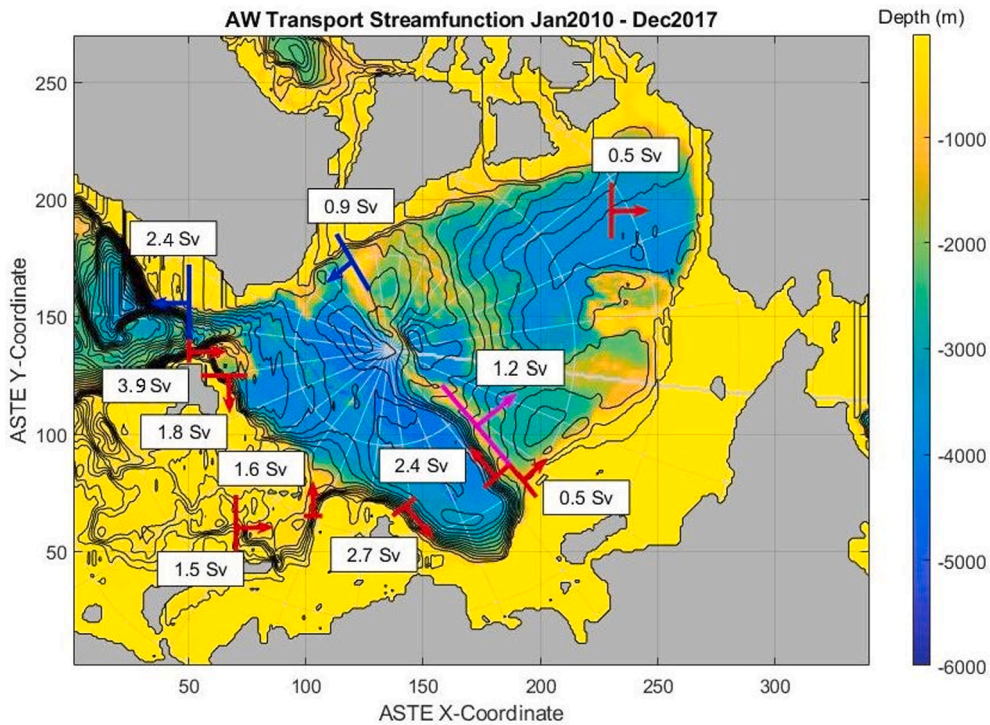 AW Transport Streamfunction Jan2010 - Dec2017
Depth (m)
250
200
150
100
50
ASTE Y-Coordinate
0.5 Sv
0.9 Sv
2.4 Sv
1.2 Sv
3.9 Sv
1.8 Sv
1.6 Sv
2.4 Sv
0.5 Sv
2.7 Sv
1.5 Sv
50
100
150
200
250
300
ASTE X-Coordinate
-1000
-2000
-3000
-4000
-5000
-6000